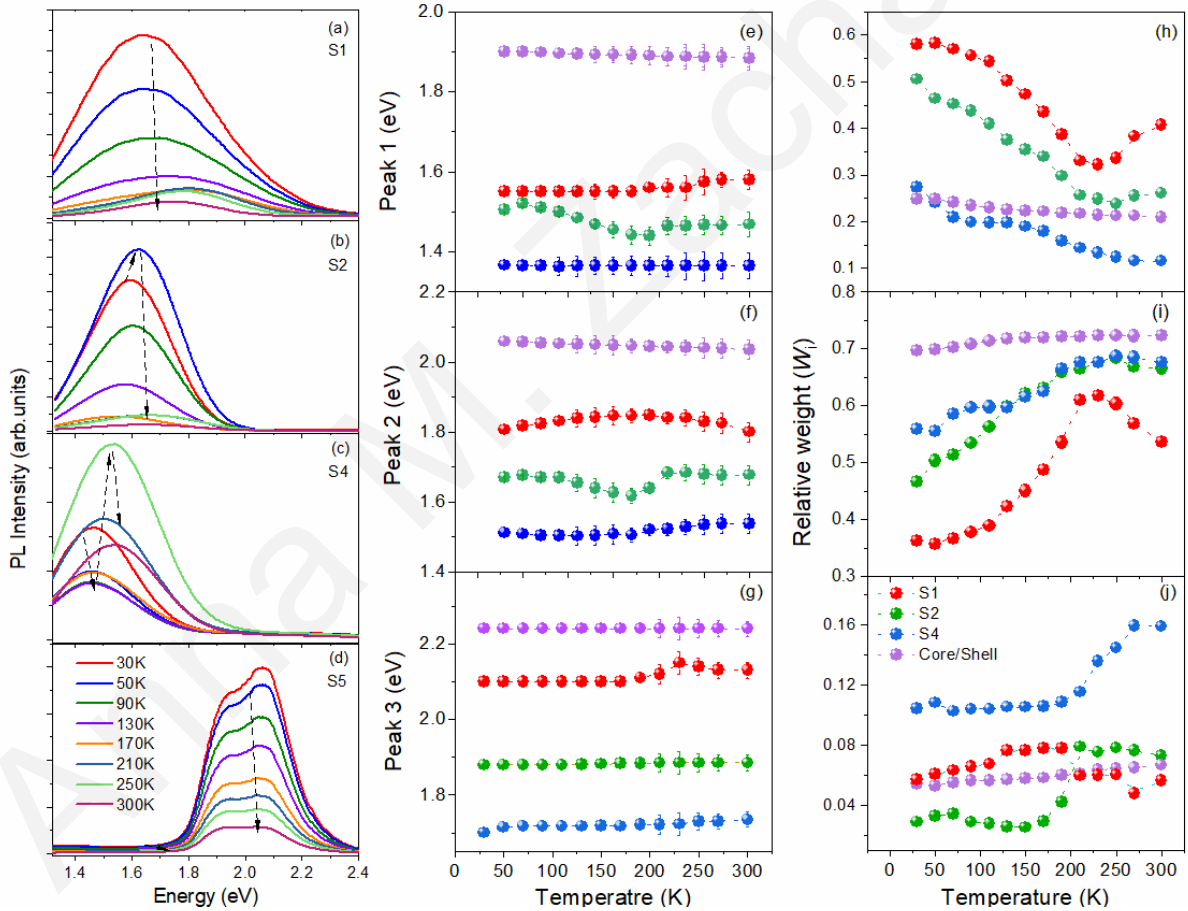 (a)
S1
(b)
S2
(c)
S4
(d)
S5
30K
50K
90K
130K
170K
210K
250K
300K
PL Intensity (arb.units)
1.4 1.6 1.8 2.0 2.2 2.4
Energy (eV)
(e)
2.0
1.8
1.6
1.4
Peak 1 (eV)
(f)
2.2
2.0
1.8
1.6
1.4
Peak 2 (eV)
(g)
2.2
2.0
1.8
Peak 3 (eV)
0 50 100 150 200 250 300
Temperatre (K)
(h)
0.6
0.5
0.4
0.3
0.2
0.1
(i)
0.8
0.7
0.6
0.5
0.4
0.3
Relative weight (Wi)
(j)
S1
S2
S4
Core/Shell
0.16
0.12
0.08
0.04
0 50 100 150 200 250 300
Temperature (K)
Anna M. Zacha